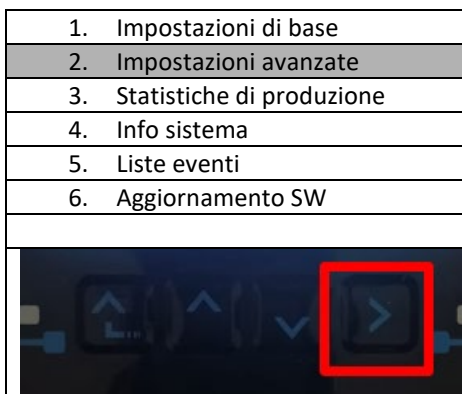 1. Impostazioni di base
2. Impostazioni avanzate
3. Statistiche di produzione
4. Info sistema
5. Liste eventi
6. Aggiornamento SW